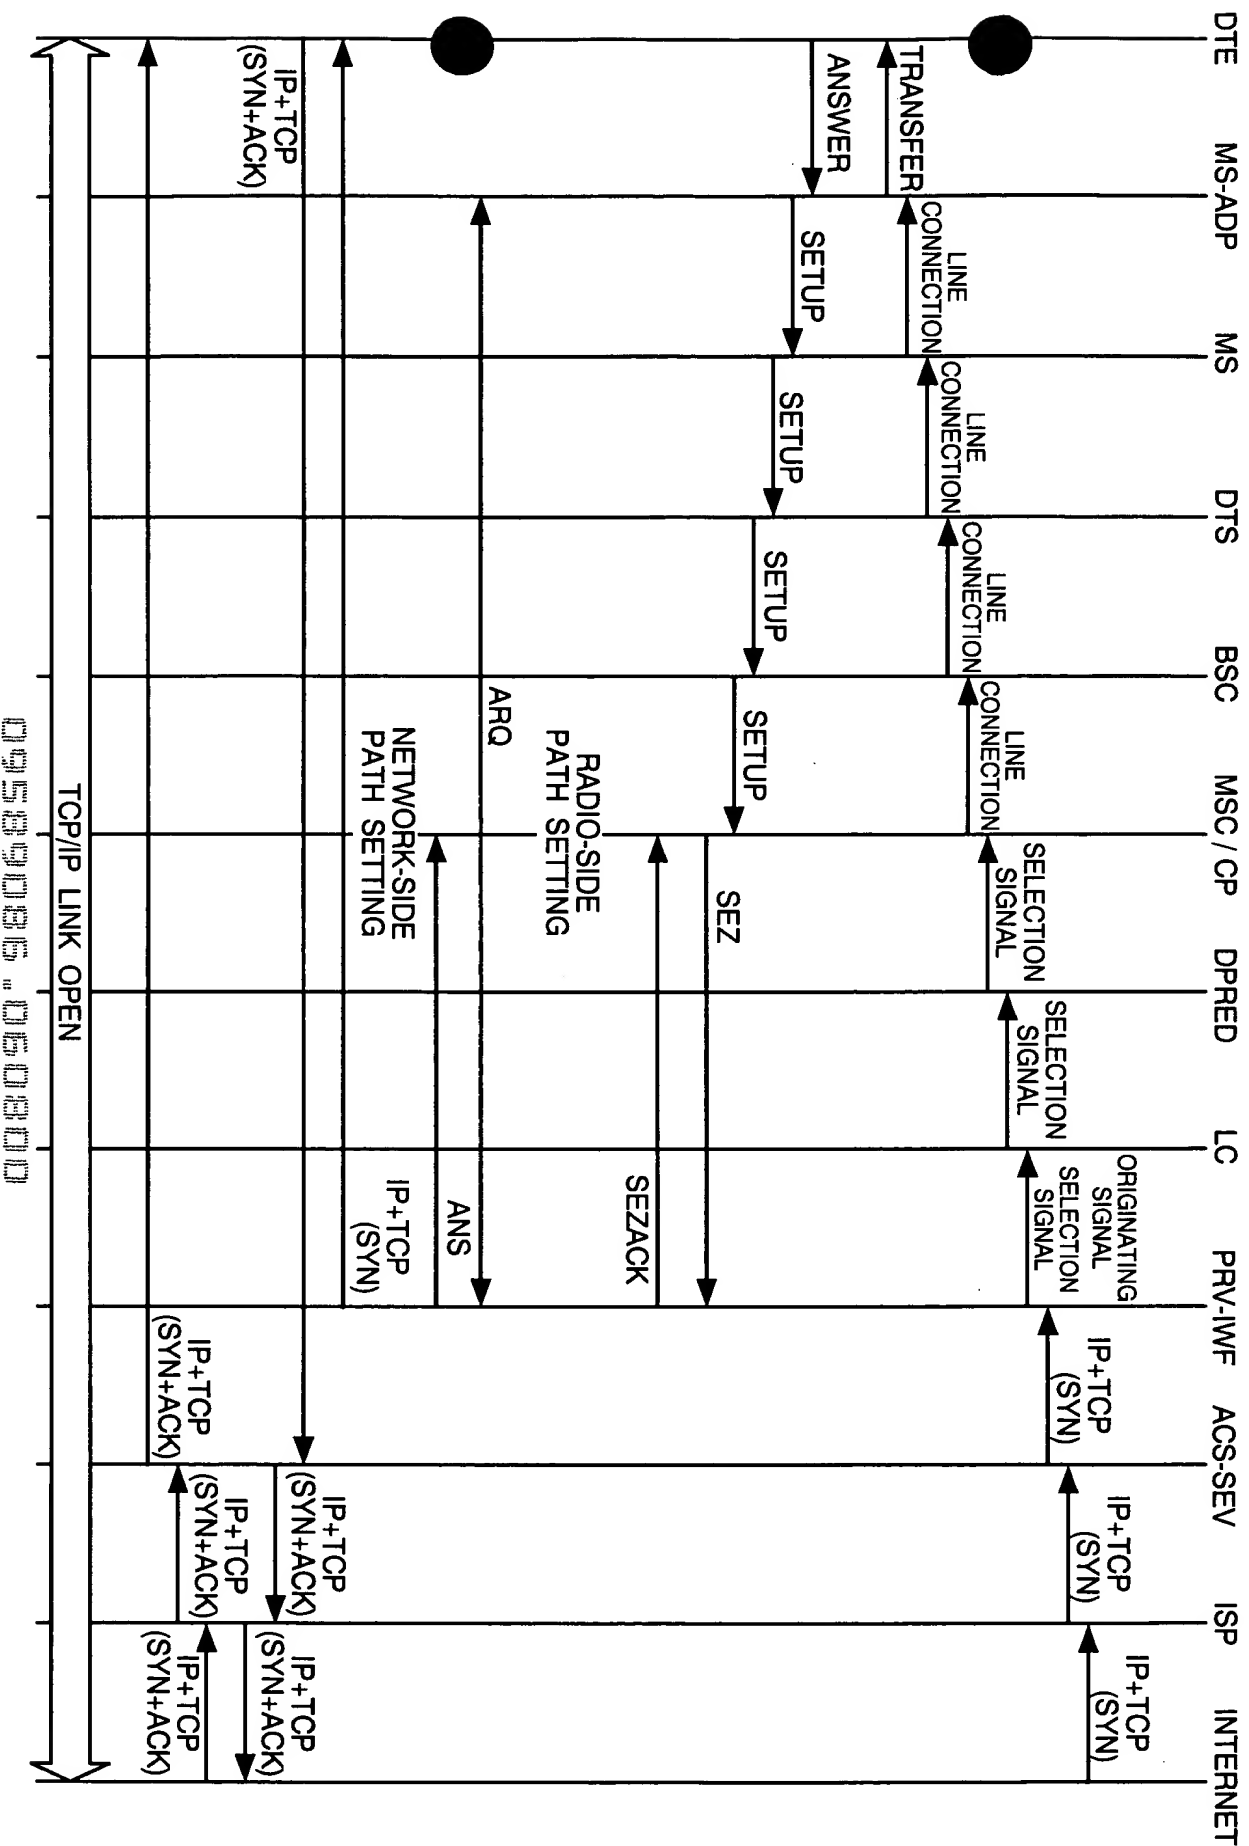 DTE
MS-ADP
MS
DTS
BSC
MSC / CP
DPRED
LC
PRV-IWF
ACS-SEV
ISP
INTERNET
IP+TCP
(SYN)
IP+TCP
(SYN)
IP+TCP
(SYN)
ORIGINATING
SIGNAL
SELECTION
SIGNAL
SELECTION
SIGNAL
SELECTION
SIGNAL
LINE
CONNECTION
LINE
CONNECTION
LINE
CONNECTION
LINE
CONNECTION
TRANSFER
ANSWER
SETUP
SETUP
SETUP
SETUP
SEZ
SEZACK
RADIO-SIDE
PATH SETTING
ARQ
ANS
NETWORK-SIDE
PATH SETTING
IP+TCP
(SYN)
IP+TCP
(SYN+ACK)
IP+TCP
(SYN+ACK)
IP+TCP
(SYN+ACK)
IP+TCP
(SYN+ACK)
IP+TCP
(SYN+ACK)
IP+TCP
(SYN+ACK)
TCP/IP LINK OPEN
09589086.060800